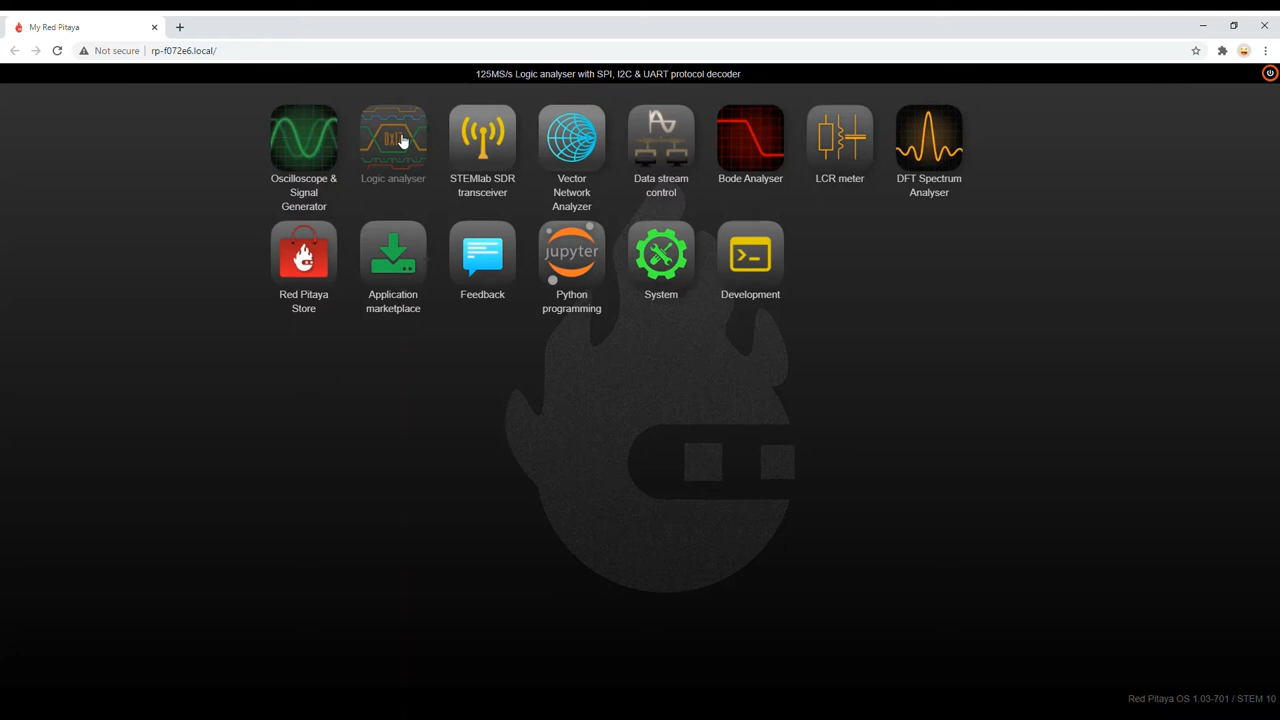 My Red Pitaya
Not secure
rp-f072e6.local/
125MS/s Logic analyser with SPI, I2C & UART protocol decoder
Oscilloscope &
Signal
Generator
Logic analyser
STEMlab SDR
transceiver
Vector
Network
Analyzer
Data stream
control
Bode Analyser
LCR meter
DFT Spectrum
Analyser
Red Pitaya
Store
Application
marketplace
Feedback
jupyter
Python
programming
System
>_
Development
Red Pitaya OS 1.03-701 / STEM 10